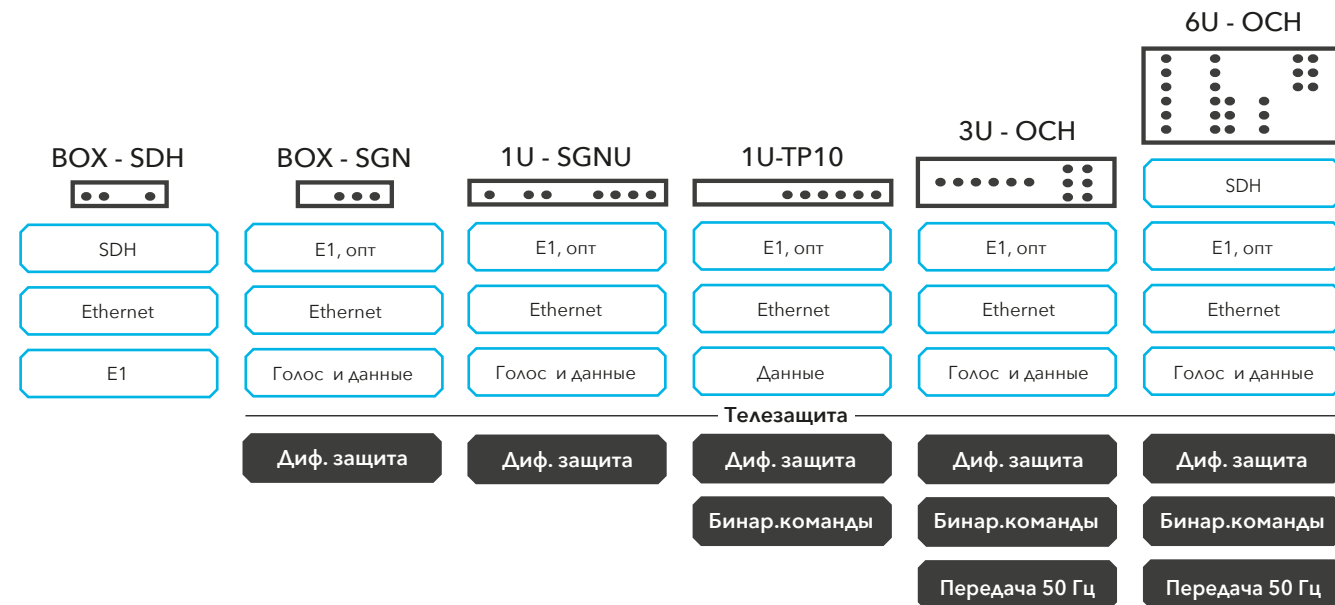 6U - OCH
3U - OCH
BOX - SDH
BOX - SGN
1U - SGNU
1U-TP10
SDH
SDH
E1, опт
E1, опт
E1, опт
E1, опт
E1, опт
Ethernet
Ethernet
Ethernet
Ethernet
Ethernet
Ethernet
E1
Голос и данные
Голос и данные
Данные
Голос и данные
Голос и данные
Телезащита
Диф. защита
Диф. защита
Диф. защита
Диф. защита
Диф. защита
Бинар.команды
Бинар.команды
Бинар.команды
Передача 50 Гц
Передача 50 Гц